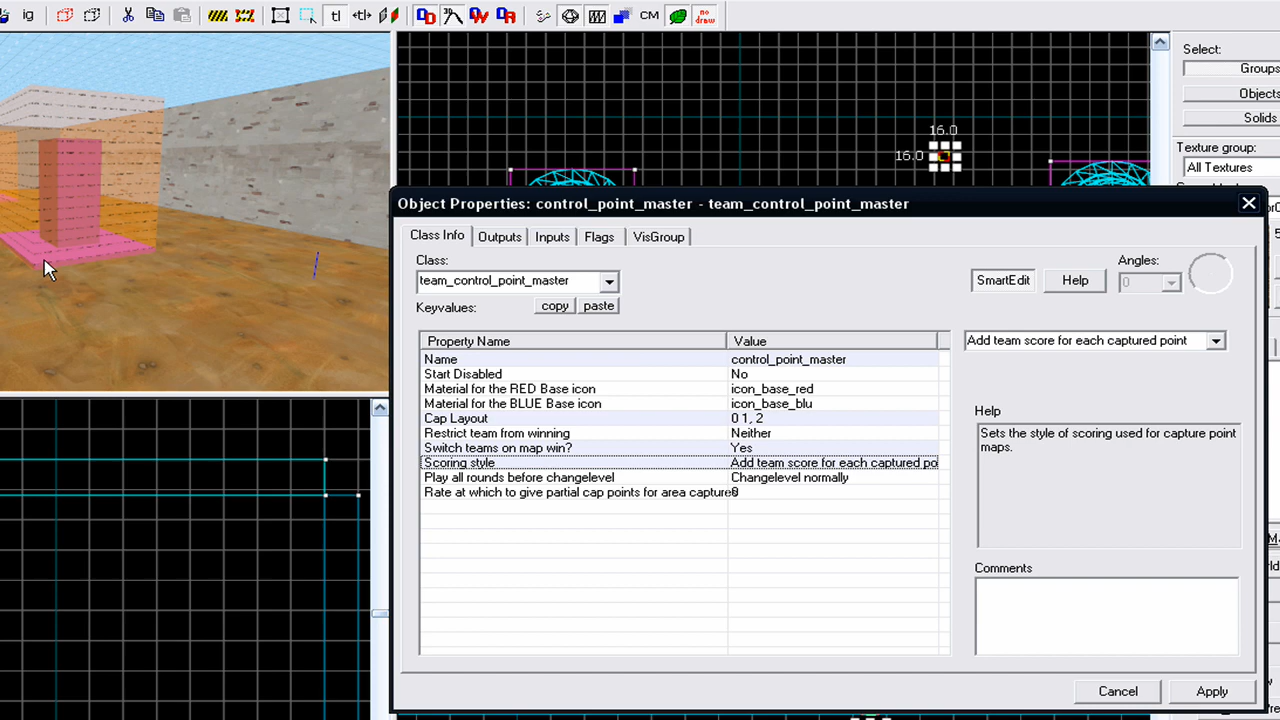 ig
tl
CM
no draw
Select:
Groups
Objects
Solids
Texture group:
All Textures
16.0
16.0
Object Properties: control_point_master - team_control_point_master
Class Info
Outputs
Inputs
Flags
VisGroup
Class:
team_control_point_master
SmartEdit
Help
Angles:
0
Keyvalues:
copy
paste
Property Name
Value
Name
control_point_master
Start Disabled
No
Material for the RED Base icon
icon_base_red
Material for the BLUE Base icon
icon_base_blu
Cap Layout
0 1, 2
Restrict team from winning
Neither
Switch teams on map win?
Yes
Scoring style
Add team score for each captured po
Play all rounds before changelevel
Changelevel normally
Rate at which to give partial cap points for area capture
0
Add team score for each captured point
Help
Sets the style of scoring used for capture point
maps.
Comments
Cancel
Apply